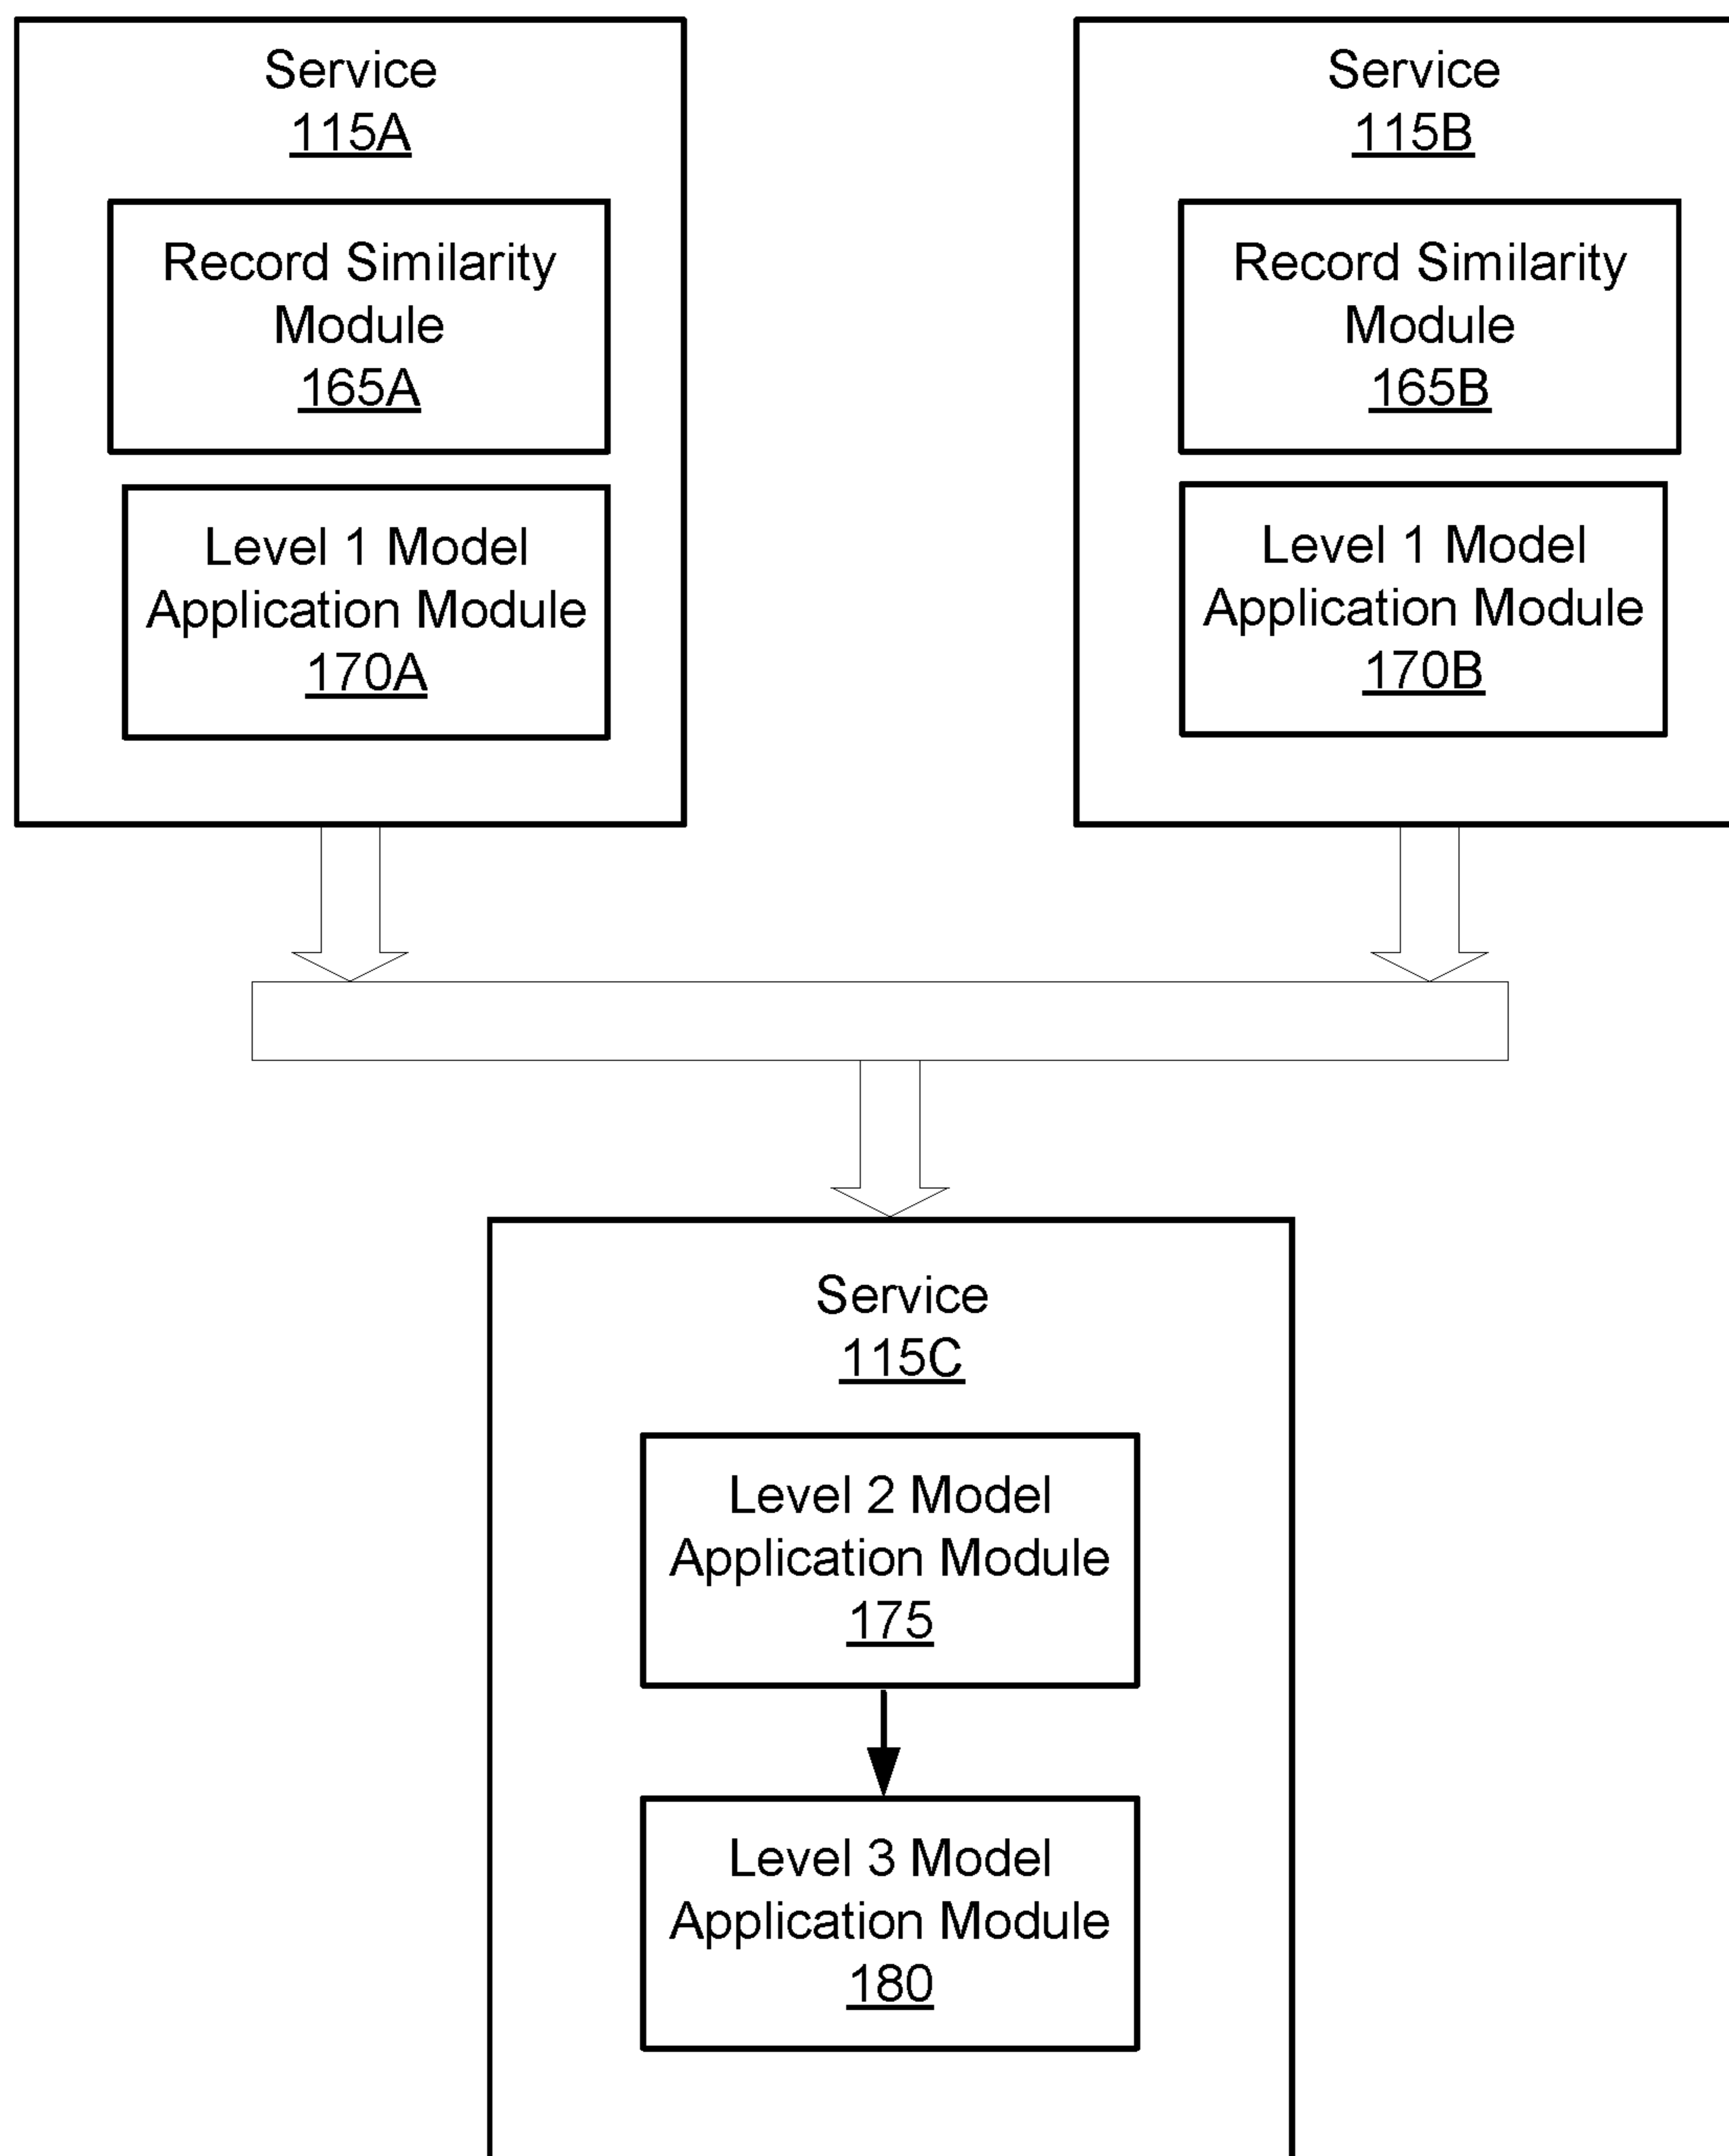 Service
115A
Record Similarity
Module
165A
Level 1 Model
Application Module
170A
Service
115B
Record Similarity
Module
165B
Level 1 Model
Application Module
170B
Service
115C
Level 2 Model
Application Module
175
Level 3 Model
Application Module
180